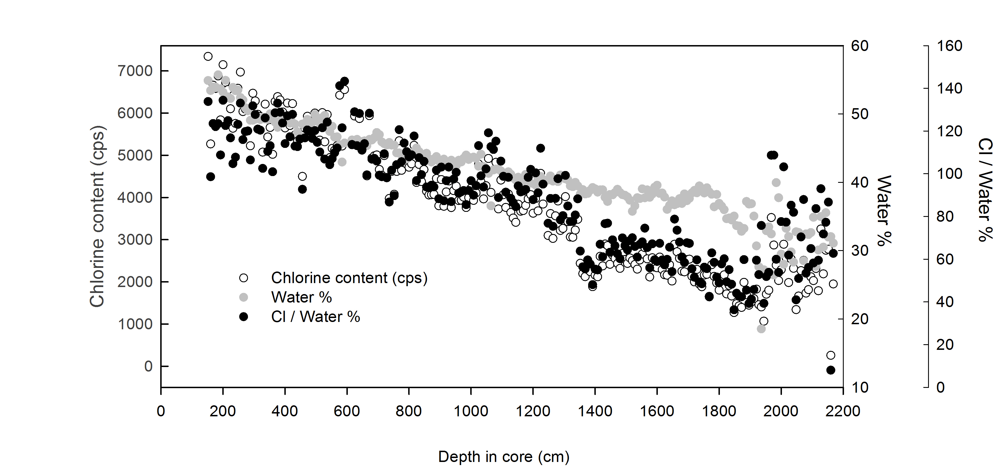 60
160
7000
140
6000
50
120
5000
100
4000
40
80
3000
30
60
2000
40
1000
20
20
0
10
0
Chlorine content (cps)
Water %
Cl / Water %
Chlorine content (cps)
Water %
Cl / Water %
0 200 400 600 800 1000 1200 1400 1600 1800 2000 2200
Depth in core (cm)